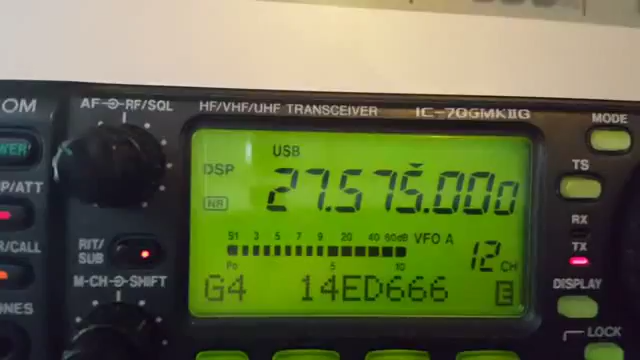 OM
AF RF/SQL
HF/VHF/UHF TRANSCEIVER
IC-706MKIIG
MODE
WER
DSP
USB
27.575.000
TS
P/ATT
NR
RX
S1 3 5 7 9 20 40 60dB
VFO A
12 CH
TX
R/CALL
RIT/
SUB
Po 5 10
M-CH SHIFT
G4 14ED666
E
DISPLAY
ONES
LOCK